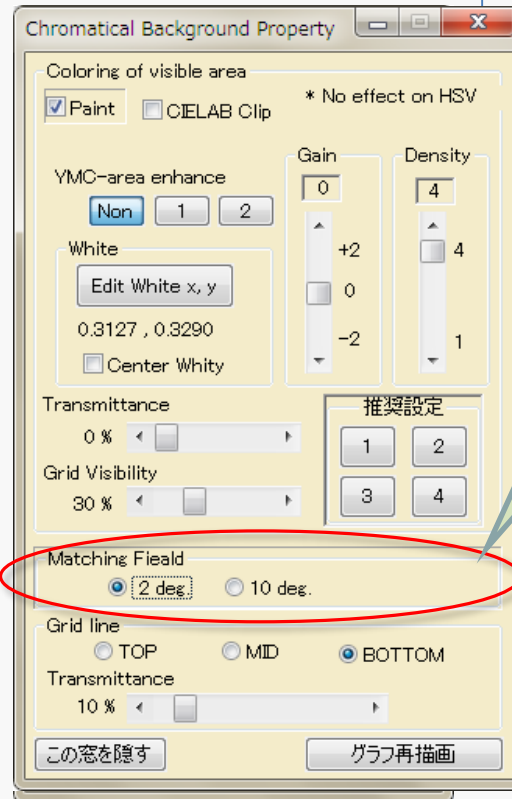 Chromatical Background Property
Coloring of visible area
Paint
CIELAB Clip
* No effect on HSV
YMC-area enhance
Non 1 2
White
Edit White x, y
0.3127 , 0.3290
Center Whity
Gain
0
+2
0
-2
Density
4
4
1
Transmittance
0 %
Grid Visibility
30 %
推奨設定
1 2
3 4
Matching Fieald
2 deg. 10 deg.
Grid line
TOP MID BOTTOM
Transmittance
10 %
この窓を隠す グラフ再描画